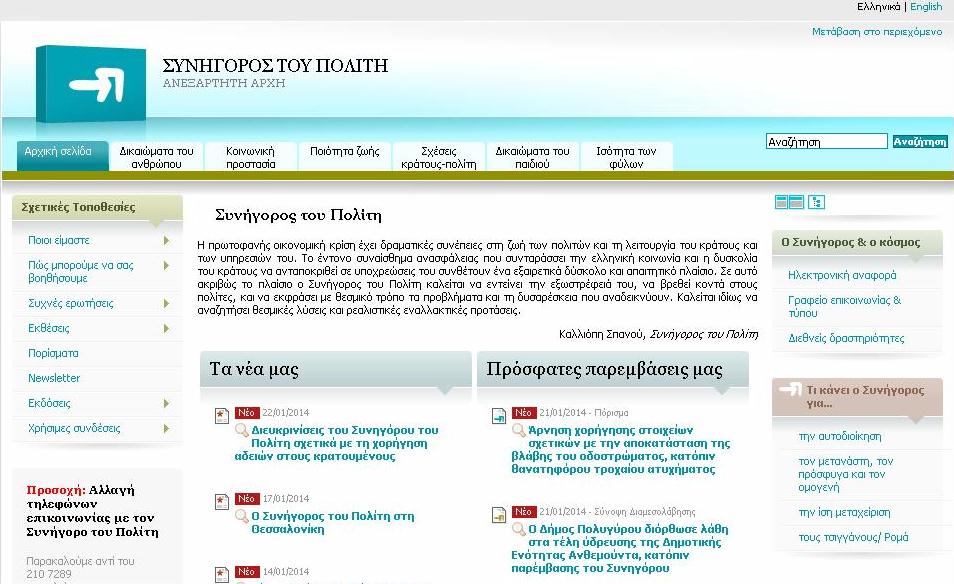 Ελληνικά | English
Μετάβαση στο περιεχόμενο
ΣΥΝΗΓΟΡΟΣ ΤΟΥ ΠΟΛΙΤΗ
ΑΝΕΞΑΡΤΗΤΗ ΑΡΧΗ
Αναζήτηση Αναζήτηση
Αρχική σελίδα
Δικαιώματα του
ανθρώπου
Κοινωνική
προστασία
Ποιότητα ζωής
Σχέσεις
κράτους-πολίτη
Δικαιώματα του
παιδιού
Ισότητα των
φύλων
Σχετικές Τοποθεσίες
Ποιοι είμαστε
Πώς μπορούμε να σας
βοηθήσουμε
Συχνές ερωτήσεις
Εκθέσεις
Πορίσματα
Newsletter
Εκδόσεις
Χρήσιμες συνδέσεις
Προσοχή: Αλλαγή
τηλεφώνων
επικοινωνίας με τον
Συνήγορο του Πολίτη
Παρακαλούμε αντί του
210 7289
Συνήγορος του Πολίτη
Η πρωτοφανής οικονομική κρίση έχει δραματικές συνέπειες στη ζωή των πολιτών και τη λειτουργία του κράτους και
των υπηρεσιών του. Το έντονο συναίσθημα ανασφάλειας που συνταράσσει την ελληνική κοινωνία και η δυσκολία
του κράτους να ανταποκριθεί σε υποχρεώσεις του συνθέτουν ένα εξαιρετικά δύσκολο και απαιτητικό πλαίσιο. Σε αυτό
ακριβώς το πλαίσιο ο Συνήγορος του Πολίτη καλείται να εντείνει την εξωστρέφειά του, να βρεθεί κοντά στους
πολίτες, και να εκφράσει με θεσμικό τρόπο τα προβλήματα και τη δυσαρέσκεια που αναδεικνύουν. Καλείται ιδίως να
αναζητήσει θεσμικές λύσεις και ρεαλιστικές εναλλακτικές προτάσεις.
Καλλιόπη Σπανού, Συνήγορος του Πολίτη
Τα νέα μας
Νέο 22/01/2014
Διευκρινίσεις του Συνηγόρου του
Πολίτη σχετικά με τη χορήγηση
αδειών στους κρατουμένους
Νέο 17/01/2014
Ο Συνήγορος του Πολίτη στη
Θεσσαλονίκη
Νέο 14/01/2014
Πρόσφατες παρεμβάσεις μας
Νέο 21/01/2014 - Πόρισμα
Άρνηση χορήγησης στοιχείων
σχετικών με την αποκατάσταση της
βλάβης του οδοστρώματος, κατόπιν
θανατηφόρου τροχαίου ατυχήματος
Νέο 21/01/2014 - Σύνοψη Διαμεσολάβησης
Ο Δήμος Πολυγύρου διόρθωσε λάθη
στα τέλη ύδρευσης της Δημοτικής
Ενότητας Ανθεμούντα, κατόπιν
παρέμβασης του Συνηγόρου
Ο Συνήγορος & ο κόσμος
Ηλεκτρονική αναφορά
Γραφείο επικοινωνίας &
τύπου
Διεθνείς δραστηριότητες
Τι κάνει ο Συνήγορος
για...
την αυτοδιοίκηση
τον μετανάστη, τον
πρόσφυγα και τον
ομογενή
την ίση μεταχείριση
τους τσιγγάνους/ Ρομά